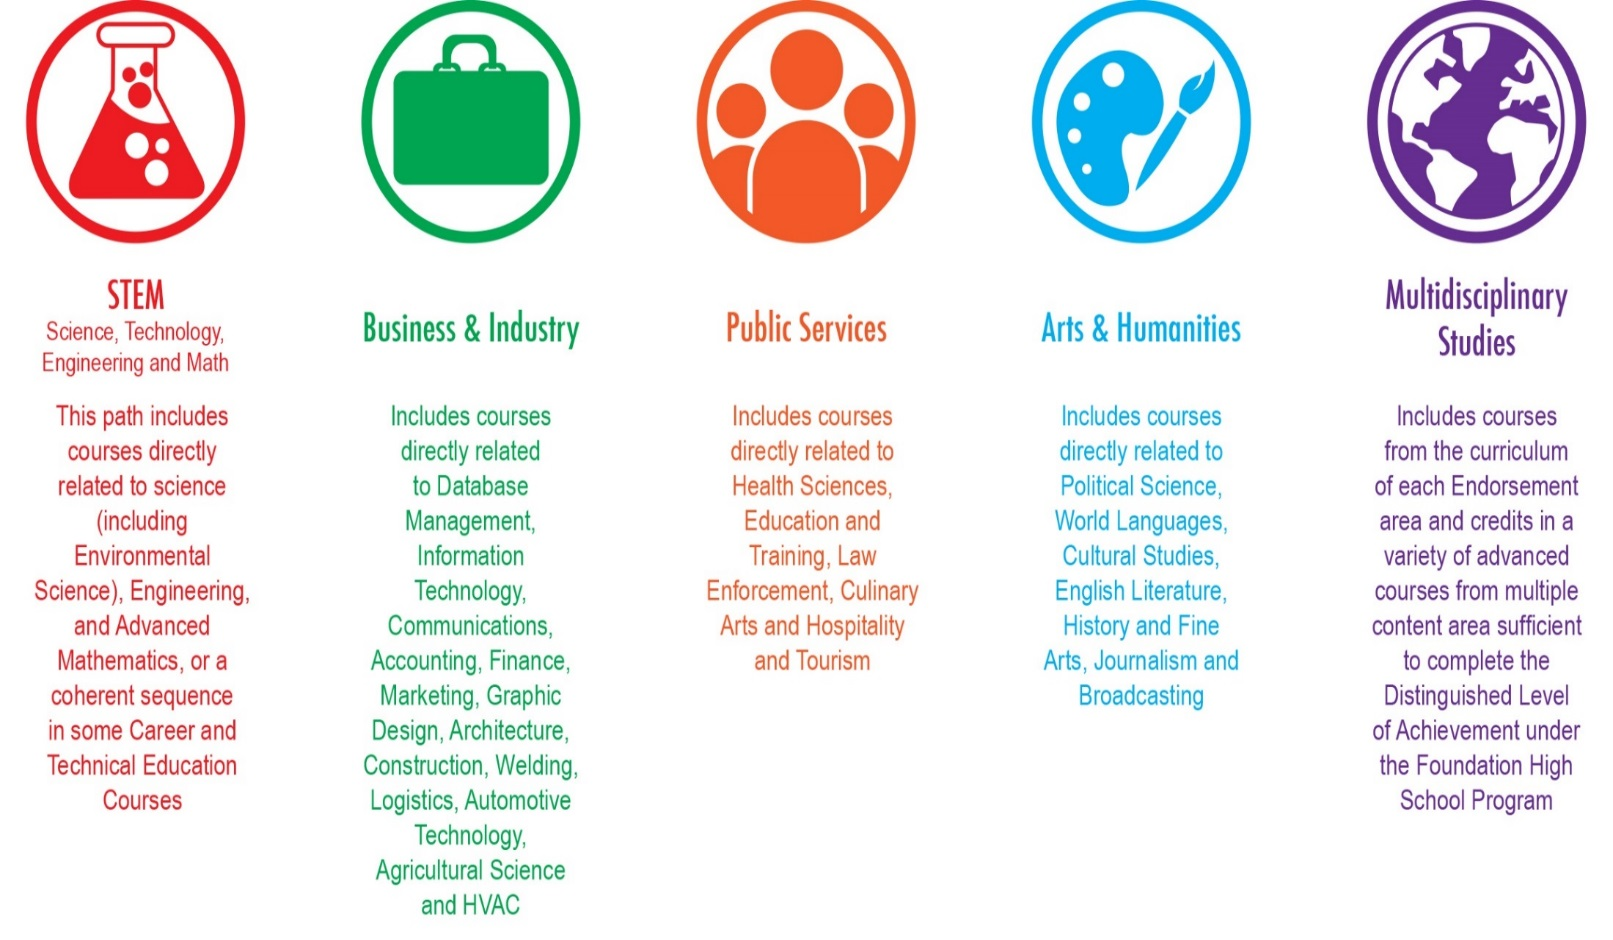 STEM
Science, Technology,
Engineering and Math
This path includes
courses directly
related to science
(including
Environmental
Science), Engineering,
and Advanced
Mathematics, or a
coherent sequence
in some Career and
Technical Education
Courses
Business & Industry
Includes courses
directly related
to Database
Management,
Information
Technology,
Communications,
Accounting, Finance,
Marketing, Graphic
Design, Architecture,
Construction, Welding,
Logistics, Automotive
Technology,
Agricultural Science
and HVAC
Public Services
Includes courses
directly related to
Health Sciences,
Education and
Training, Law
Enforcement, Culinary
Arts and Hospitality
and Tourism
Arts & Humanities
Includes courses
directly related to
Political Science,
World Languages,
Cultural Studies,
English Literature,
History and Fine
Arts, Journalism and
Broadcasting
Multidisciplinary
Studies
Includes courses
from the curriculum
of each Endorsement
area and credits in a
variety of advanced
courses from multiple
content area sufficient
to complete the
Distinguished Level
of Achievement under
the Foundation High
School Program